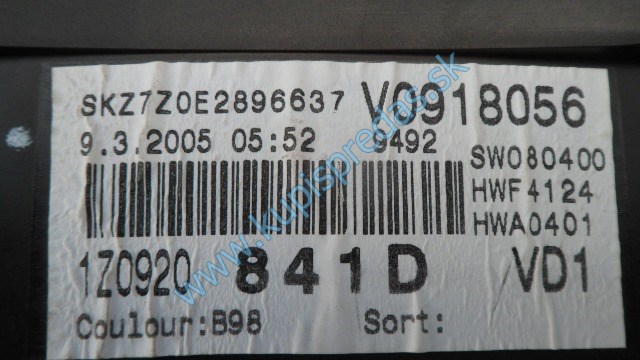 SKZ7Z0E2896637 V0918056
9.3.2005 05:52 9492
SW080400
HWF4124
HWA0401
1Z0920 841D VD1
Coulour:B98 Sort:
www.kupispredas.sk